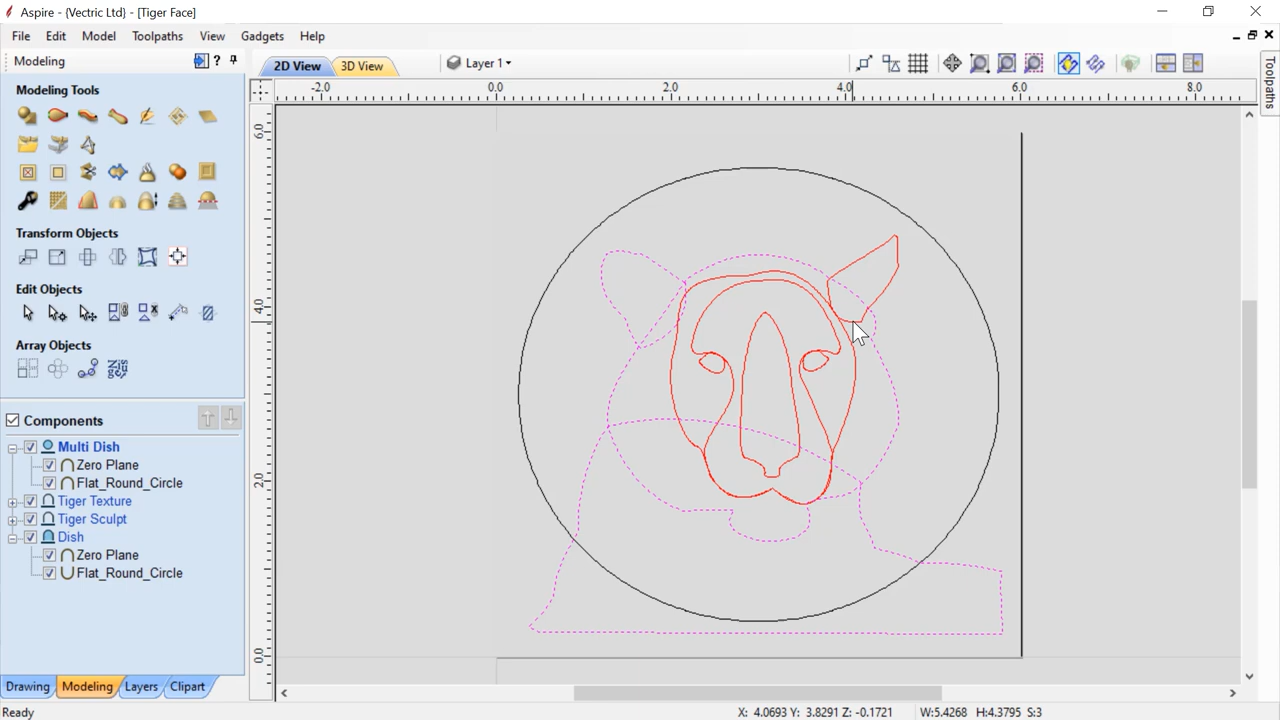 Aspire - {Vectric Ltd} - [Tiger Face]
File Edit Model Toolpaths View Gadgets Help
Modeling
2D View 3D View Layer 1
Toolpaths
-2.0 0.0 2.0 4.0 6.0 8.0
6.0
4.0
2.0
0.0
Modeling Tools
Transform Objects
Edit Objects
Array Objects
Components
Multi Dish
Zero Plane
Flat_Round_Circle
Tiger Texture
Tiger Sculpt
Dish
Zero Plane
Flat_Round_Circle
Drawing Modeling Layers Clipart
Ready X: 4.0693 Y: 3.8291 Z: -0.1721 W:5.4268 H:4.3795 S:3